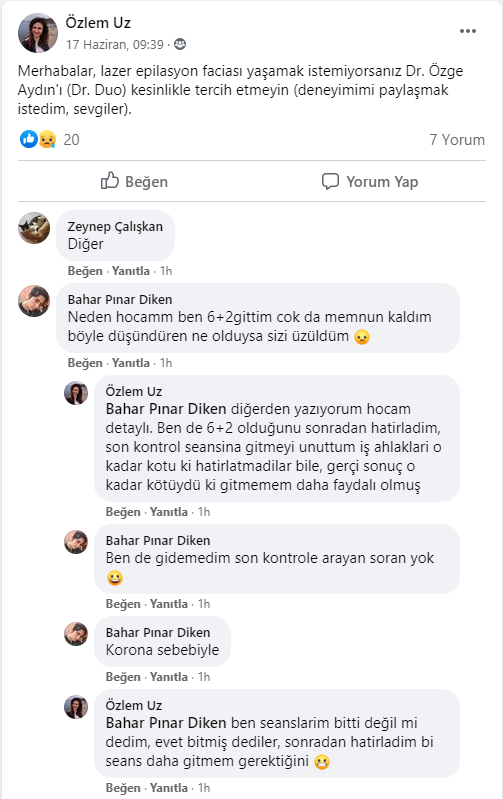 Özlem Uz
17 Haziran, 09:39 ·
Merhabalar, lazer epilasyon faciası yaşamak istemiyorsanız Dr. Özge
Aydın'ı (Dr. Duo) kesinlikle tercih etmeyin (deneyimimi paylaşmak
istedim, sevgiler).
20
7 Yorum
Beğen
Yorum Yap
Zeynep Çalışkan
Diğer
Beğen · Yanıtla · 1h
Bahar Pınar Diken
Neden hocamm ben 6+2gittim cok da memnun kaldım
böyle düşündüren ne olduysa sizi üzüldüm 😞
Beğen · Yanıtla · 1h
Özlem Uz
Bahar Pınar Diken diğerden yazıyorum hocam
detaylı. Ben de 6+2 olduğunu sonradan hatirladim,
son kontrol seansina gitmeyi unuttum iş ahlaklari o
kadar kotu ki hatirlatmadilar bile, gerçi sonuç o
kadar kötüydü ki gitmemem daha faydalı olmuş
Beğen · Yanıtla · 1h
Bahar Pınar Diken
Ben de gidemedim son kontrole arayan soran yok
😀
Beğen · Yanıtla · 1h
Bahar Pınar Diken
Korona sebebiyle
Beğen · Yanıtla · 1h
Özlem Uz
Bahar Pınar Diken ben seanslarim bitti değil mi
dedim, evet bitmiş dediler, sonradan hatirladim bi
seans daha gitmem gerektiğini 😬
Beğen · Yanıtla · 1h